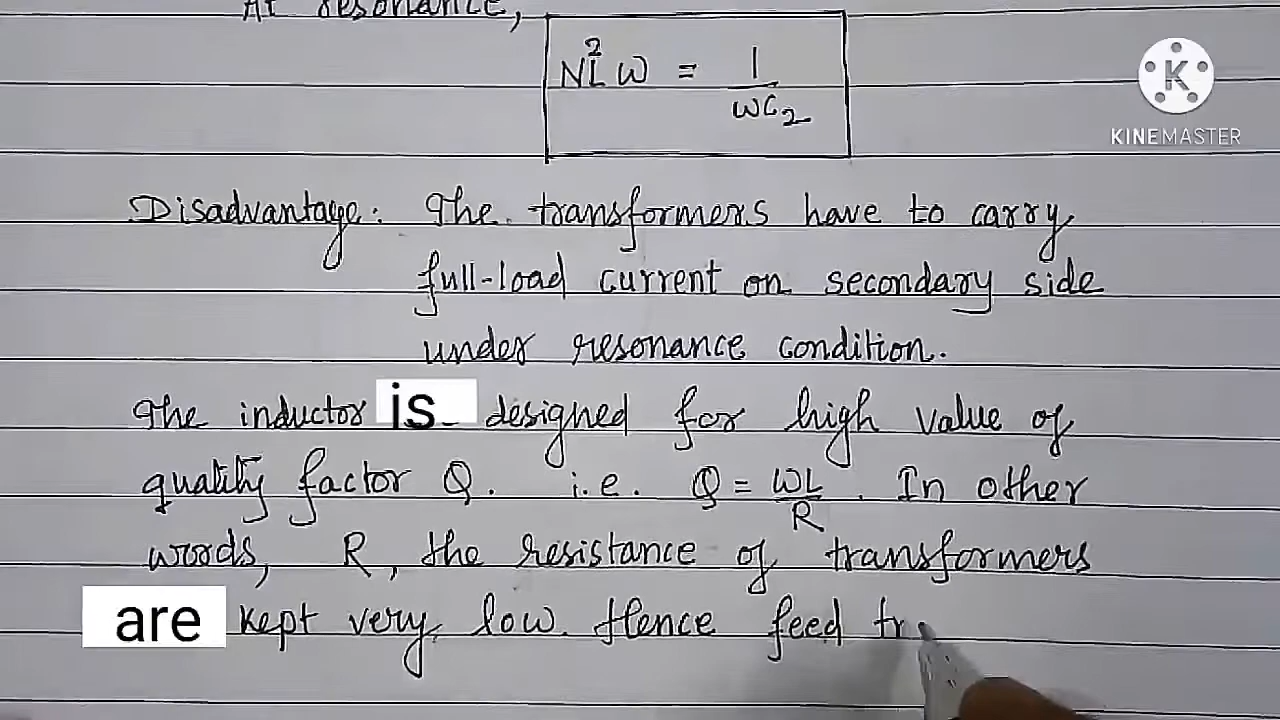 At resonance,
N²Lω = 1/ωC₂
KINEMASTER
Disadvantage: The transformers have to carry
full-load current on secondary side
under resonance condition.
The inductor is designed for high value of
quality factor Q. i.e. Q = ωL/R. In other
words, R, the resistance of transformers
are kept very low. Hence feed tr